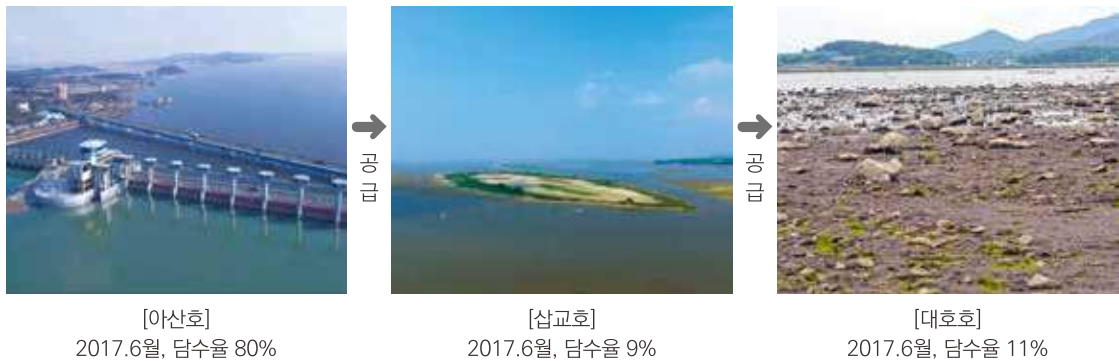 공급
공급
[아산호]
2017.6월, 담수율 80%
[삽교호]
2017.6월, 담수율 9%
[대호호]
2017.6월, 담수율 11%